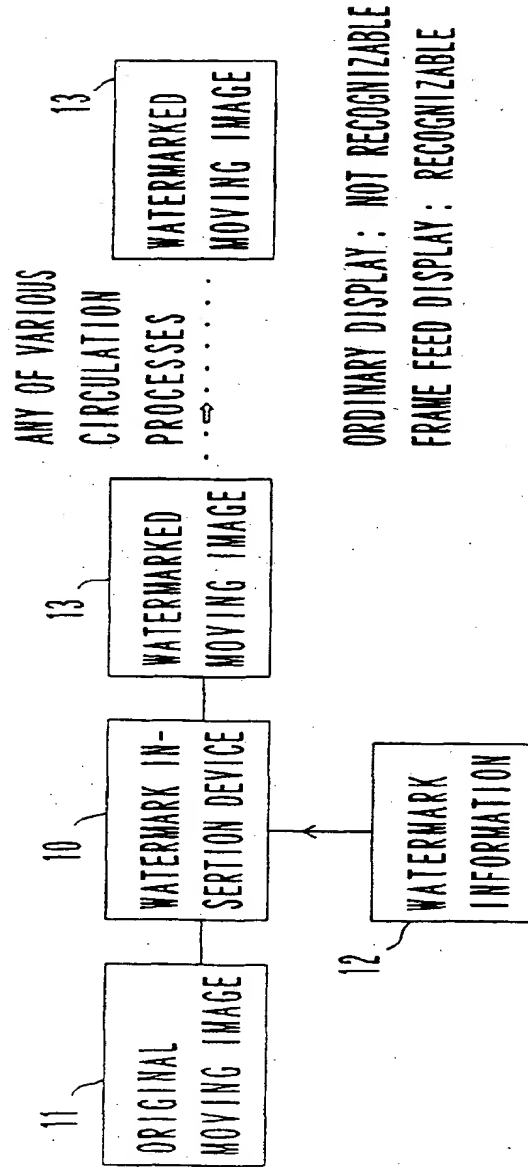 11
ORIGINAL
MOVING IMAGE
10
WATERMARK IN-
SERTION DEVICE
12
WATERMARK
INFORMATION
13
WATERMARKED
MOVING IMAGE
ANY OF VARIOUS
CIRCULATION
PROCESSES
13
WATERMARKED
MOVING IMAGE
ORDINARY DISPLAY : NOT RECOGNIZABLE
FRAME FEED DISPLAY : RECOGNIZABLE